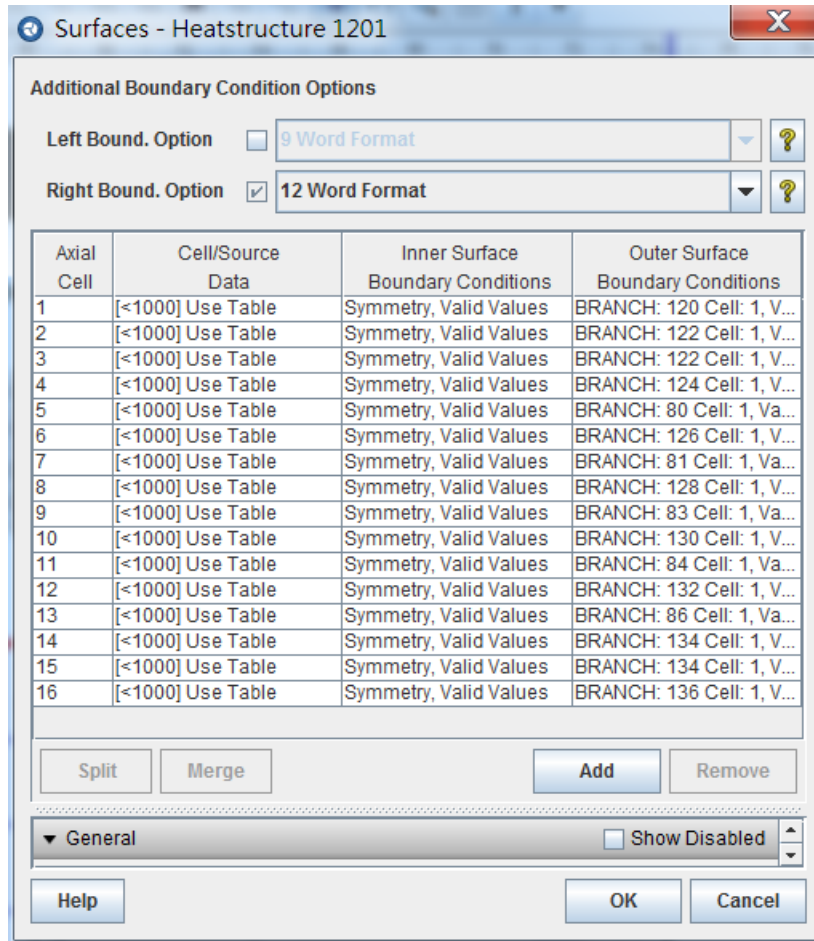 Surfaces - Heatstructure 1201
Additional Boundary Condition Options
Left Bound. Option 9 Word Format
Right Bound. Option 12 Word Format
Axial Cell Cell/Source Data Inner Surface Boundary Conditions Outer Surface Boundary Conditions
1 [<1000] Use Table Symmetry, Valid Values BRANCH: 120 Cell: 1, V...
2 [<1000] Use Table Symmetry, Valid Values BRANCH: 122 Cell: 1, V...
3 [<1000] Use Table Symmetry, Valid Values BRANCH: 122 Cell: 1, V...
4 [<1000] Use Table Symmetry, Valid Values BRANCH: 124 Cell: 1, V...
5 [<1000] Use Table Symmetry, Valid Values BRANCH: 80 Cell: 1, Va...
6 [<1000] Use Table Symmetry, Valid Values BRANCH: 126 Cell: 1, V...
7 [<1000] Use Table Symmetry, Valid Values BRANCH: 81 Cell: 1, Va...
8 [<1000] Use Table Symmetry, Valid Values BRANCH: 128 Cell: 1, V...
9 [<1000] Use Table Symmetry, Valid Values BRANCH: 83 Cell: 1, Va...
10 [<1000] Use Table Symmetry, Valid Values BRANCH: 130 Cell: 1, V...
11 [<1000] Use Table Symmetry, Valid Values BRANCH: 84 Cell: 1, Va...
12 [<1000] Use Table Symmetry, Valid Values BRANCH: 132 Cell: 1, V...
13 [<1000] Use Table Symmetry, Valid Values BRANCH: 86 Cell: 1, Va...
14 [<1000] Use Table Symmetry, Valid Values BRANCH: 134 Cell: 1, V...
15 [<1000] Use Table Symmetry, Valid Values BRANCH: 134 Cell: 1, V...
16 [<1000] Use Table Symmetry, Valid Values BRANCH: 136 Cell: 1, V...
Split Merge Add Remove
General Show Disabled
Help OK Cancel